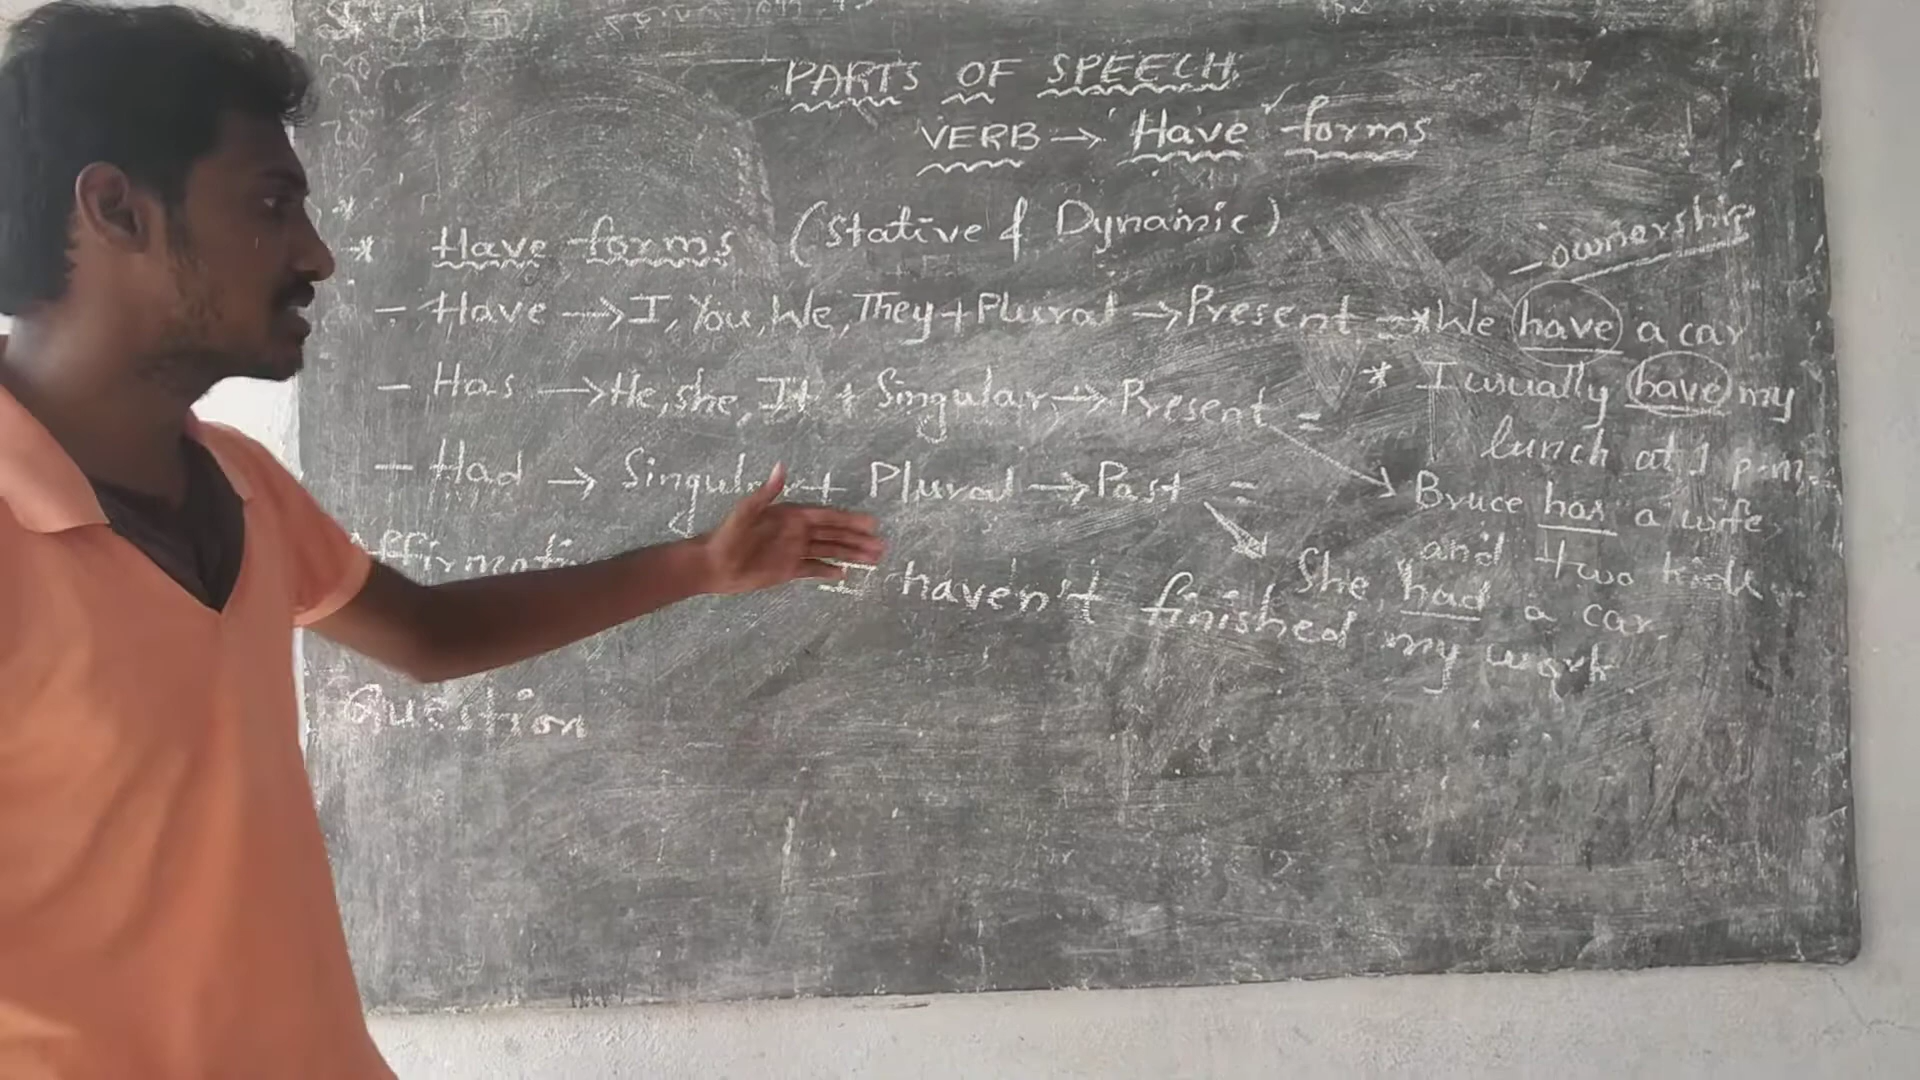 PARTS OF SPEECH
VERB → 'Have' forms
* Have forms (Stative & Dynamic)
- ownership
- Have → I, You, We, They + Plural → Present → * We have a car
- Has → He, she, It + Singular, → Present =
* I usually have my
lunch at 1 p.m.
- Had → Singular + Plural → Past =
Bruce has a wife,
and two kids.
She had a car.
I haven't finished my work
Question